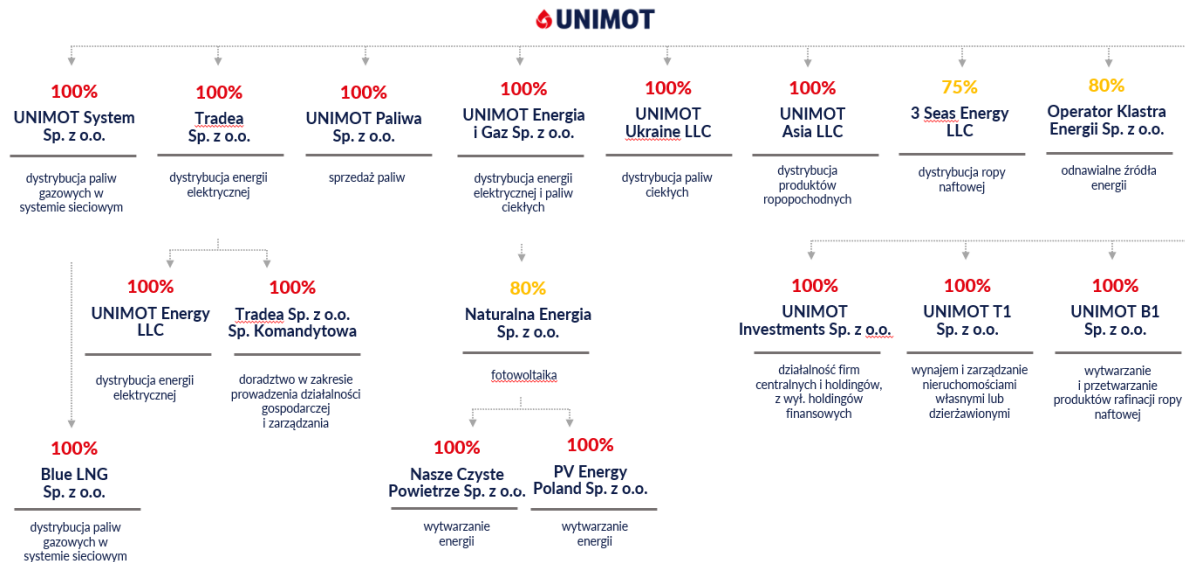 UNIMOT
100%
UNIMOT System
Sp. z o.o.
dystrybucja paliw
gazowych w
systemie sieciowym
100%
Tradea
Sp. z o.o.
dystrybucja energii
elektrycznej
100%
UNIMOT Paliwa
Sp. z o.o.
sprzedaż paliw
100%
UNIMOT Energia
i Gaz Sp. z o.o.
dystrybucja energii
elektrycznej i paliw
ciekłych
100%
UNIMOT
Ukraine LLC
dystrybucja paliw
ciekłych
100%
UNIMOT
Asia LLC
dystrybucja
produktów
ropopochodnych
75%
3 Seas Energy
LLC
dystrybucja ropy
naftowej
80%
Operator Klastra
Energii Sp. z o.o.
odnawialne źródła
energii
100%
UNIMOT Energy
LLC
dystrybucja energii
elektrycznej
100%
Tradea Sp. z o.o.
Sp. Komandytowa
doradztwo w zakresie
prowadzenia działalności
gospodarczej
i zarządzania
80%
Naturalna Energia
Sp. z o.o.
fotowoltaika
100%
UNIMOT
Investments Sp. z o.o.
działalność firm
centralnych i holdingów,
z wył. holdingów
finansowych
100%
UNIMOT T1
Sp. z o.o.
wynajem i zarządzanie
nieruchomościami
własnymi lub
dzierżawionymi
100%
UNIMOT B1
Sp. z o.o.
wytwarzanie
i przetwarzanie
produktów rafinacji ropy
naftowej
100%
Blue LNG
Sp. z o.o.
dystrybucja paliw
gazowych w
systemie sieciowym
100%
Nasze Czyste
Powietrze Sp. z o.o.
wytwarzanie
energii
100%
PV Energy
Poland Sp. z o.o.
wytwarzanie
energii